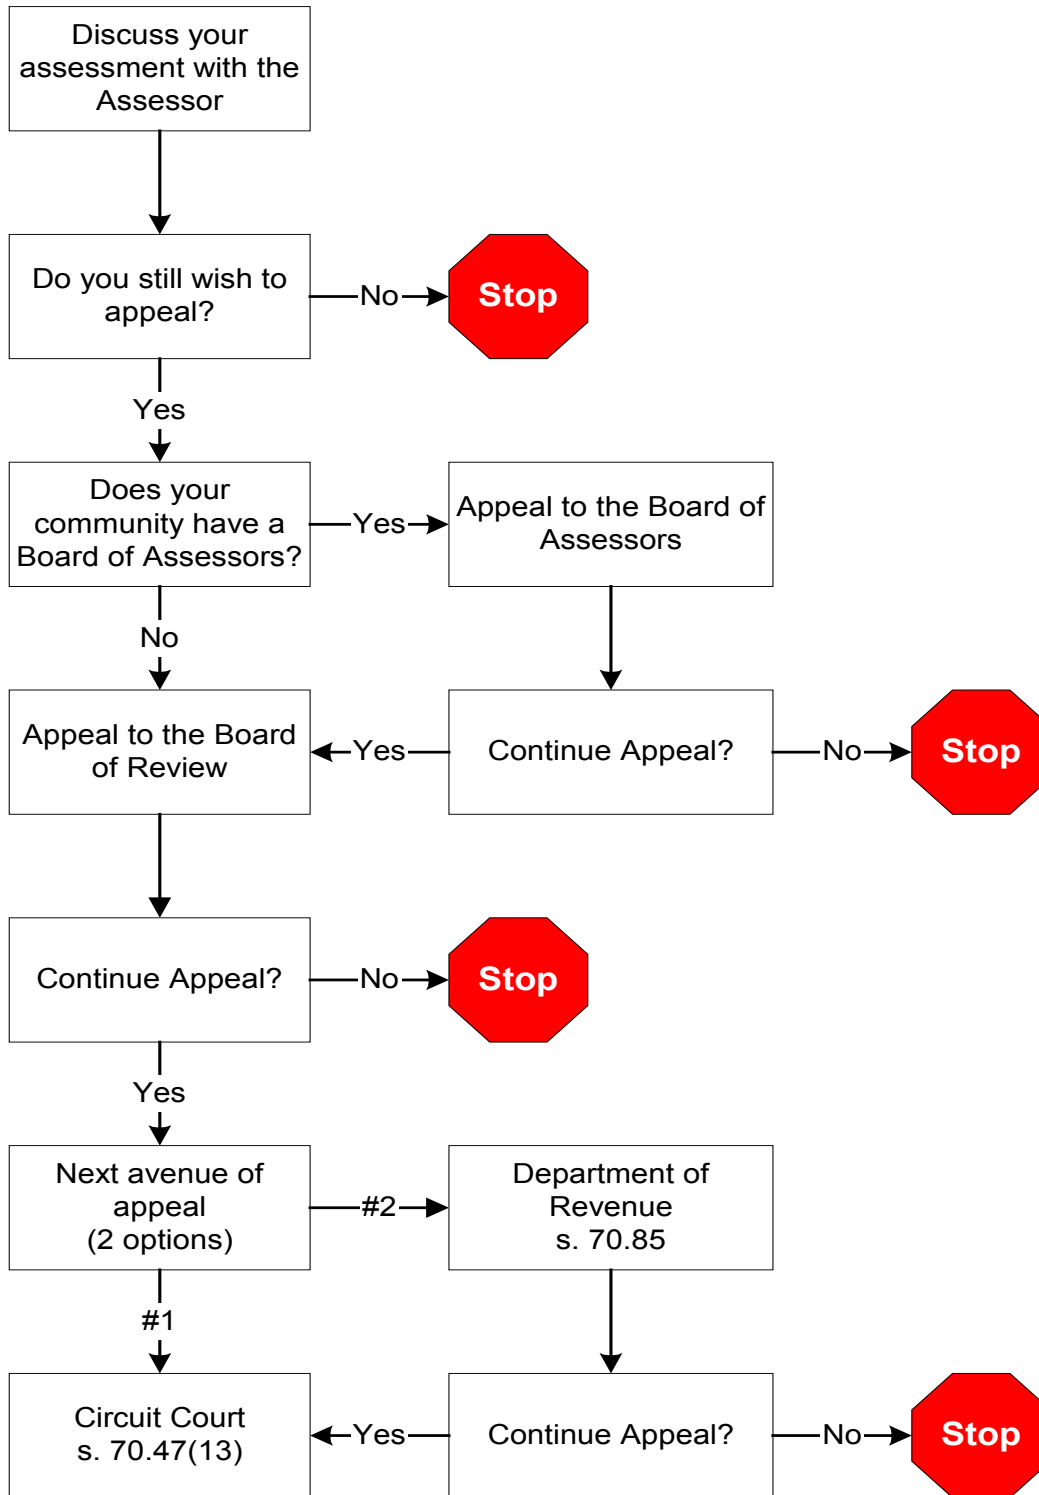 Discuss your
assessment with the
Assessor
Do you still wish to
appeal?
No
Stop
Yes
Does your
community have a
Board of Assessors?
Yes
Appeal to the Board of
Assessors
No
Appeal to the Board
of Review
Yes
Continue Appeal?
No
Stop
Continue Appeal?
No
Stop
Yes
Next avenue of
appeal
(2 options)
#2
Department of
Revenue
s. 70.85
#1
Circuit Court
s. 70.47(13)
Yes
Continue Appeal?
No
Stop